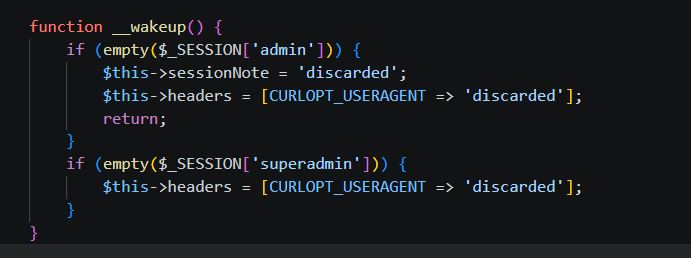 function __wakeup() {
    if (empty($_SESSION['admin'])) {
        $this->sessionNote = 'discarded';
        $this->headers = [CURLOPT_USERAGENT => 'discarded'];
        return;
    }
    if (empty($_SESSION['superadmin'])) {
        $this->headers = [CURLOPT_USERAGENT => 'discarded'];
    }
}